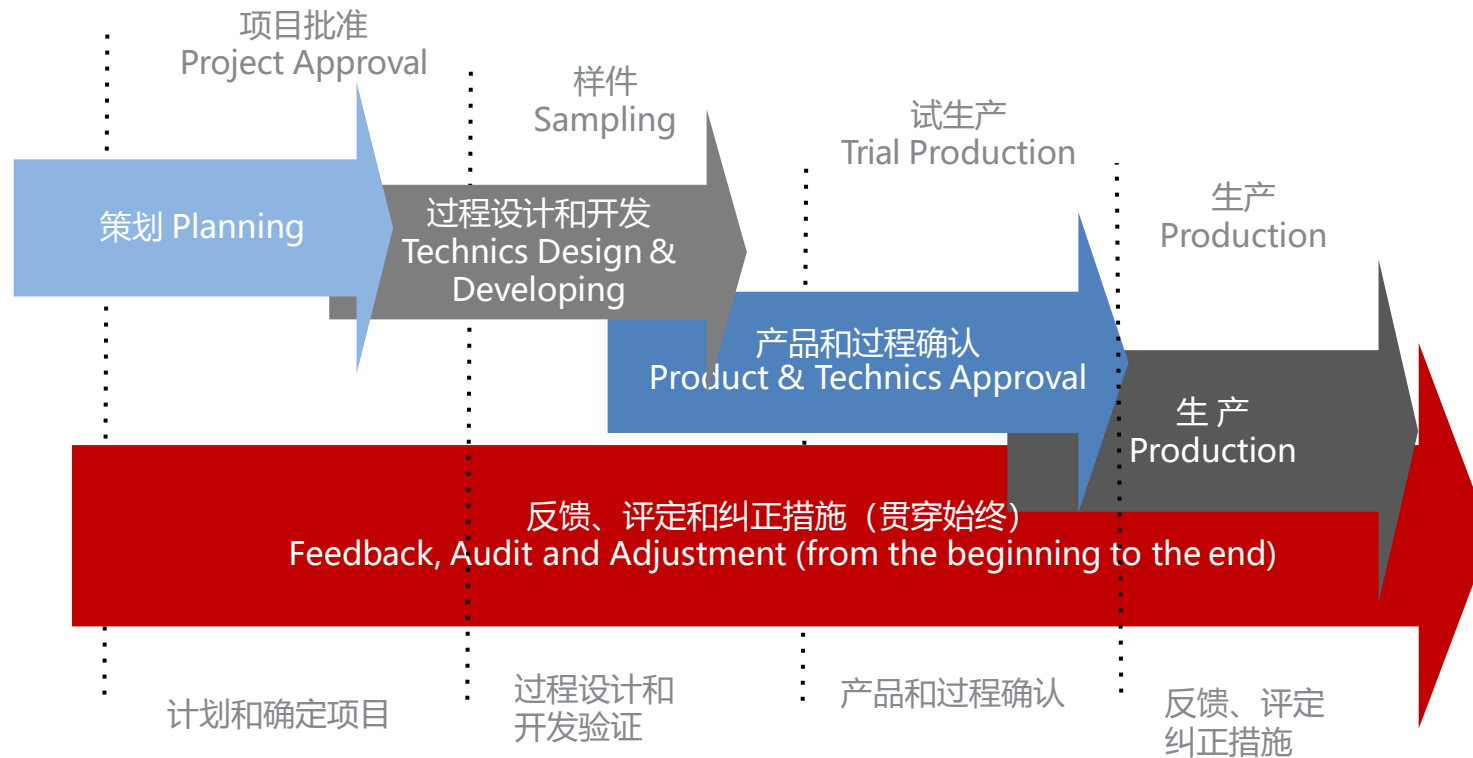 项目批准
Project Approval
样件
Sampling
试生产
Trial Production
生产
Production
策划 Planning
过程设计和开发
Technics Design &
Developing
产品和过程确认
Product & Technics Approval
生 产
Production
反馈、评定和纠正措施（贯穿始终）
Feedback, Audit and Adjustment (from the beginning to the end)
计划和确定项目
过程设计和
开发验证
产品和过程确认
反馈、评定
纠正措施